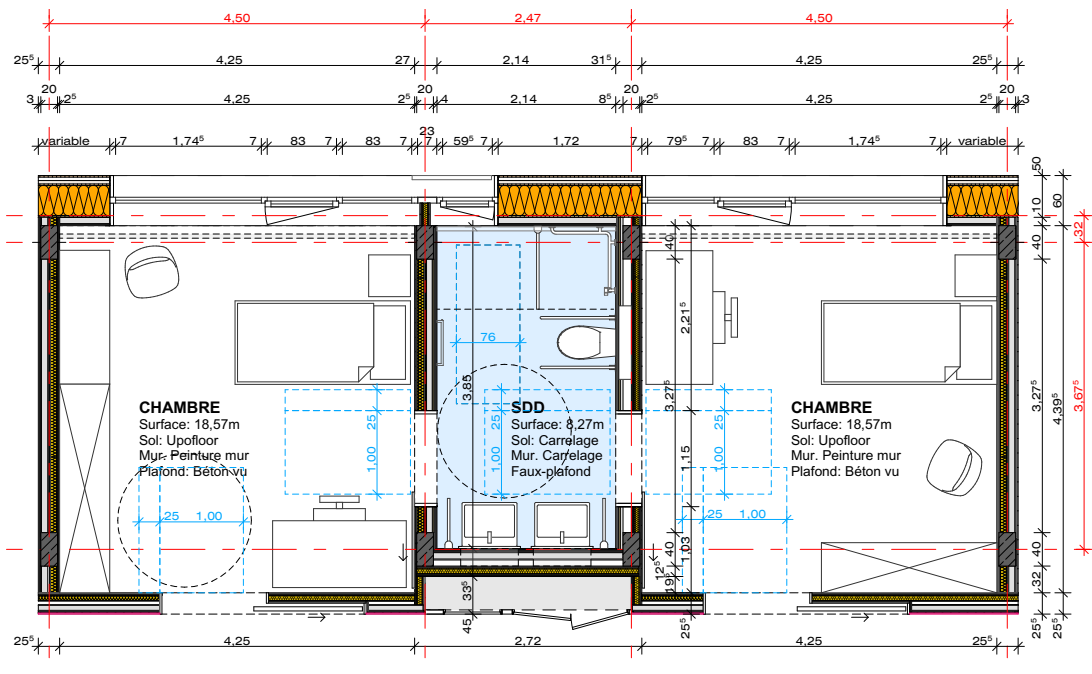 4,50 2,47 4,50
25⁵ 4,25 27 2,14 31⁵ 4,25 25⁵
20 20 20 20
3 2⁵ 4,25 2⁵ 4 2,14 8⁵ 2⁵ 4,25 2⁵ 3
23
variable 7 1,74⁵ 7 83 7 83 7 7 59⁵ 7 1,72 7 79⁵ 7 83 7 1,74⁵ 7 variable
50
10
60
40
32
40
2,21⁵
76
3,85
3,27⁵
3,27⁵
4,39⁵
3,67⁵
CHAMBRE
Surface: 18,57m
Sol: Upofloor
Mur. Peinture mur
Plafond: Béton vu
25
1,00
SDD
Surface: 8,27m
Sol: Carrelage
Mur. Carrelage
Faux-plafond
25
1,00
25
1,00
1,15
CHAMBRE
Surface: 18,57m
Sol: Upofloor
Mur. Peinture mur
Plafond: Béton vu
25 1,00
25 1,00
40
1,03
12⁵
19⁵
33⁵
45
25⁵
40
32
25⁵
25⁵
25⁵ 4,25 2,72 4,25 25⁵